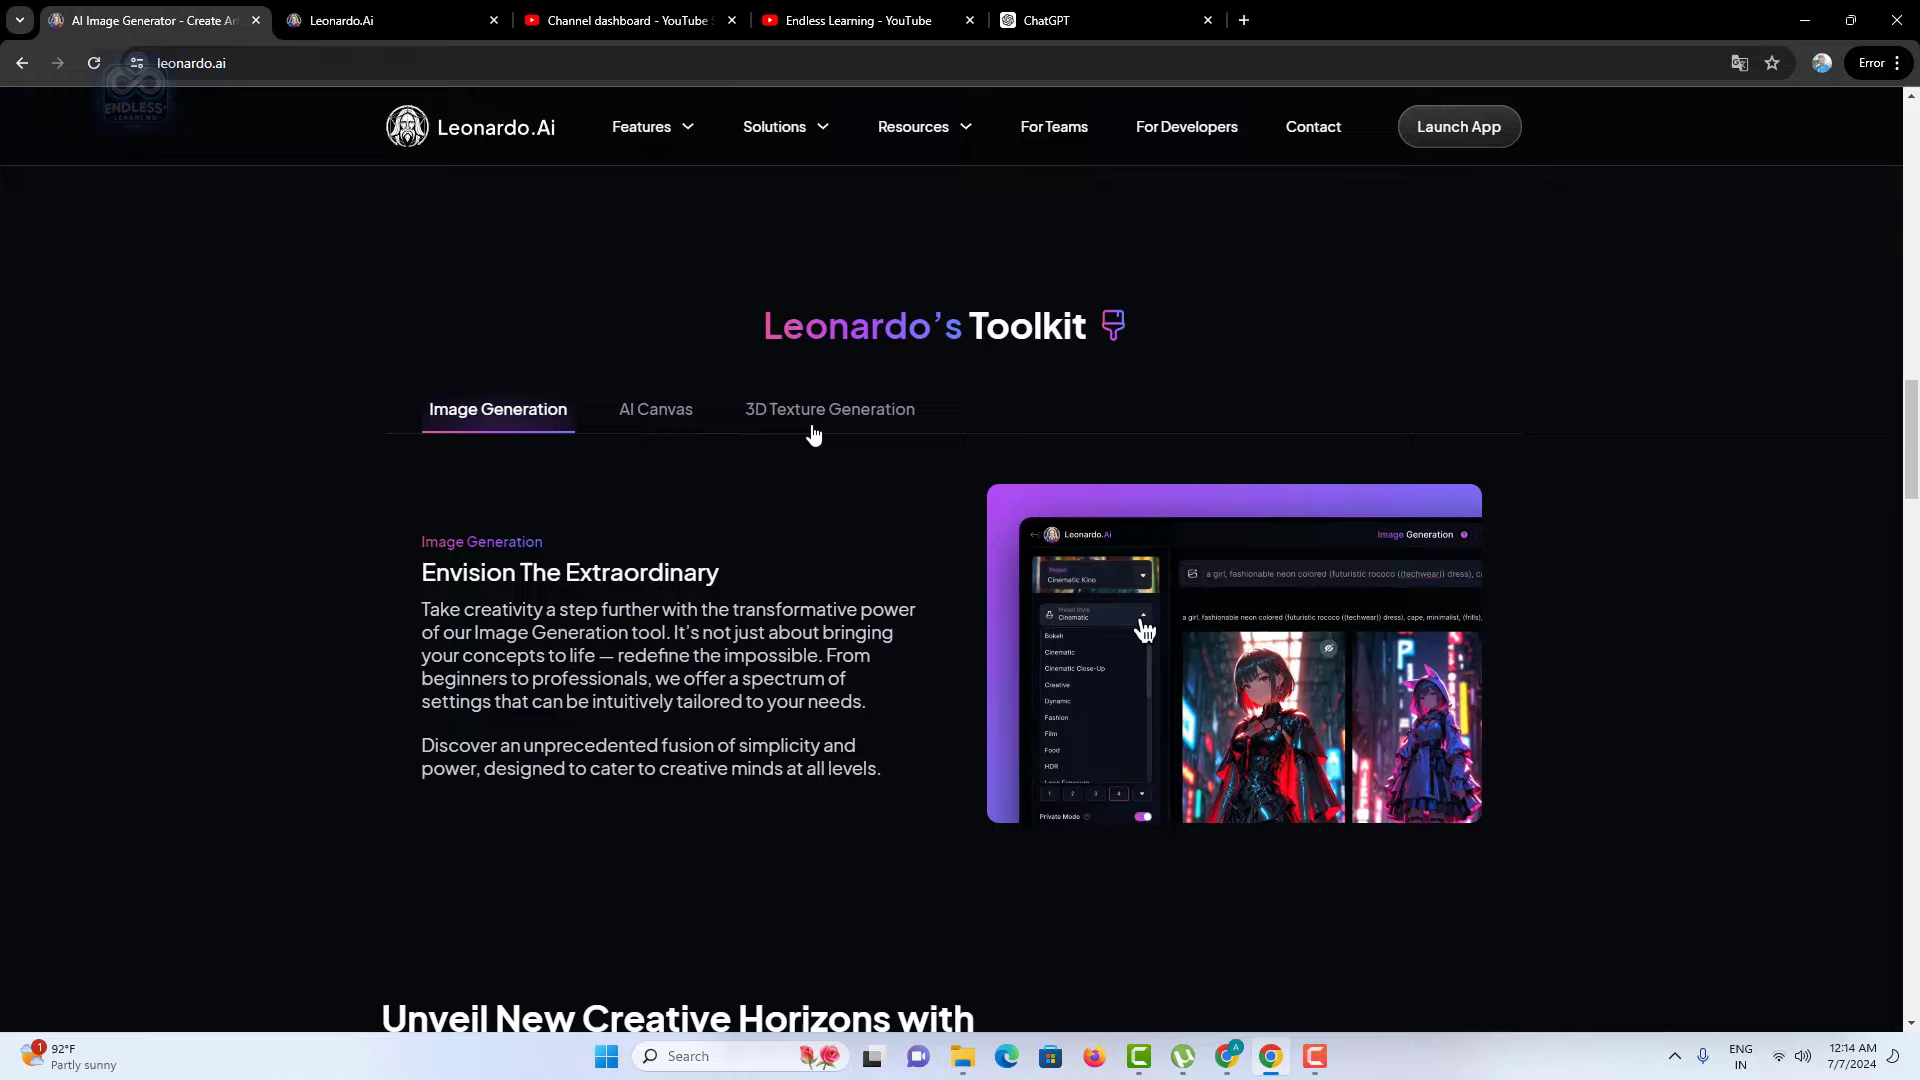 AI Image Generator - Create Ar
Leonardo.Ai
Channel dashboard - YouTube S
Endless Learning - YouTube
ChatGPT
leonardo.ai
Error
ENDLESS
LEARNING
Leonardo.Ai
Features
Solutions
Resources
For Teams
For Developers
Contact
Launch App
Leonardo's Toolkit
Image Generation
AI Canvas
3D Texture Generation
Image Generation
Envision The Extraordinary
Take creativity a step further with the transformative power
of our Image Generation tool. It's not just about bringing
your concepts to life — redefine the impossible. From
beginners to professionals, we offer a spectrum of
settings that can be intuitively tailored to your needs.
Discover an unprecedented fusion of simplicity and
power, designed to cater to creative minds at all levels.
Leonardo.Ai
Image Generation
Preset
Cinematic Kino
a girl, fashionable neon colored (futuristic rococo ((techwear)) dress), c
Preset Style
Cinematic
a girl, fashionable neon colored (futuristic rococo ((techwear)) dress), cape, minimalist, (frills),
Bokeh
Cinematic
Cinematic Close-Up
Creative
Dynamic
Fashion
Film
Food
HDR
Long Exposure
1 2 3 4
Private Mode
Unveil New Creative Horizons with
1
92°F
Partly sunny
Search
A
ENG
IN
12:14 AM
7/7/2024